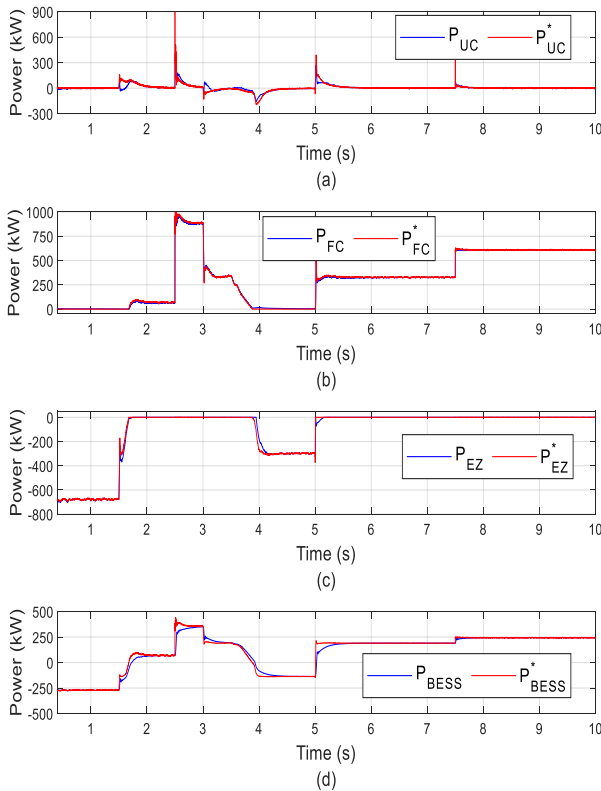 900
600
300
0
-300
Power (kW)
P_UC P*_UC
1 2 3 4 5 6 7 8 9 10
Time (s)
(a)
1000
750
500
250
0
Power (kW)
P_FC P*_FC
1 2 3 4 5 6 7 8 9 10
Time (s)
(b)
0
-200
-400
-600
-800
Power (kW)
P_EZ P*_EZ
1 2 3 4 5 6 7 8 9 10
Time (s)
(c)
500
250
0
-250
-500
Power (kW)
P_BESS P*_BESS
1 2 3 4 5 6 7 8 9 10
Time (s)
(d)